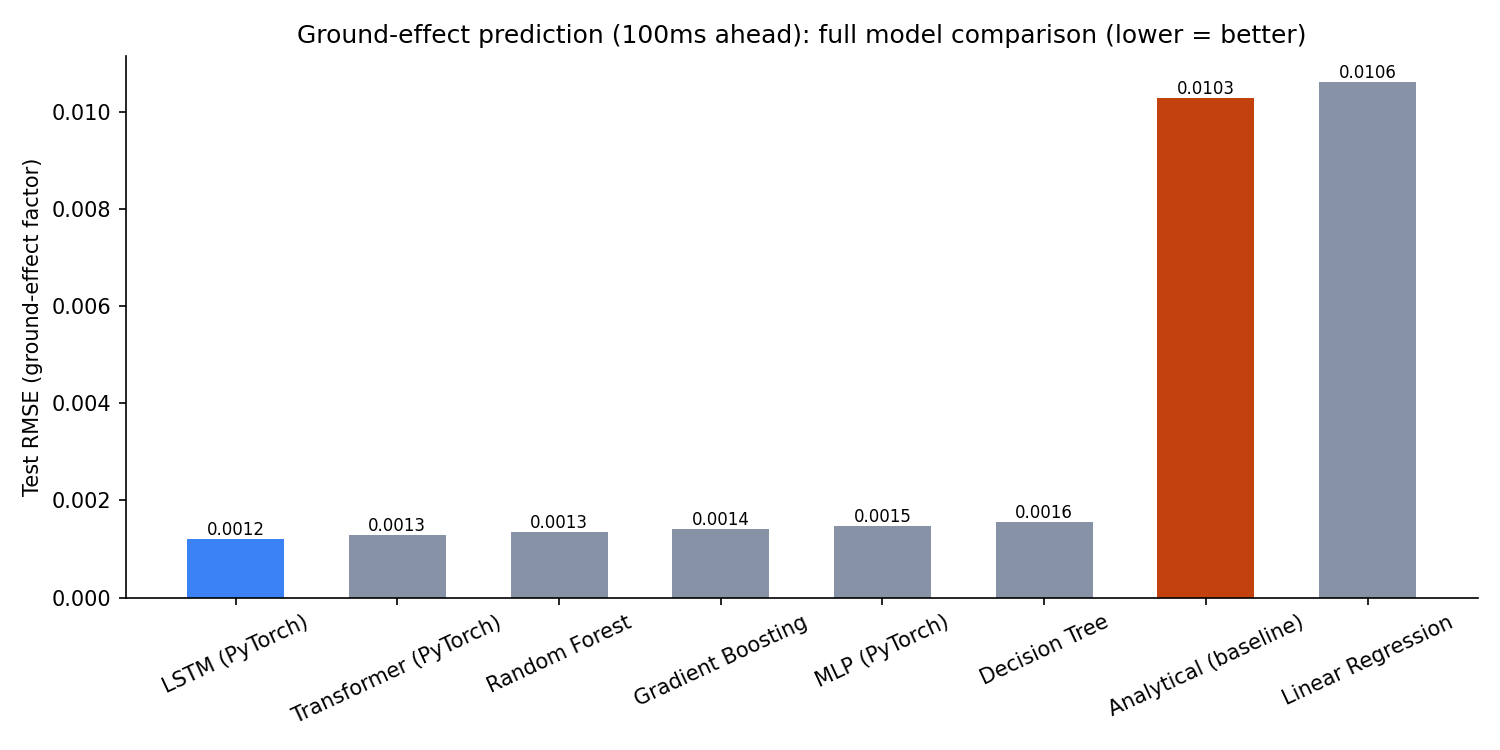 Ground-effect prediction (100ms ahead): full model comparison (lower = better)
Test RMSE (ground-effect factor)
0.010
0.008
0.006
0.004
0.002
0.000
0.0012
0.0013
0.0013
0.0014
0.0015
0.0016
0.0103
0.0106
LSTM (PyTorch)
Transformer (PyTorch)
Random Forest
Gradient Boosting
MLP (PyTorch)
Decision Tree
Analytical (baseline)
Linear Regression